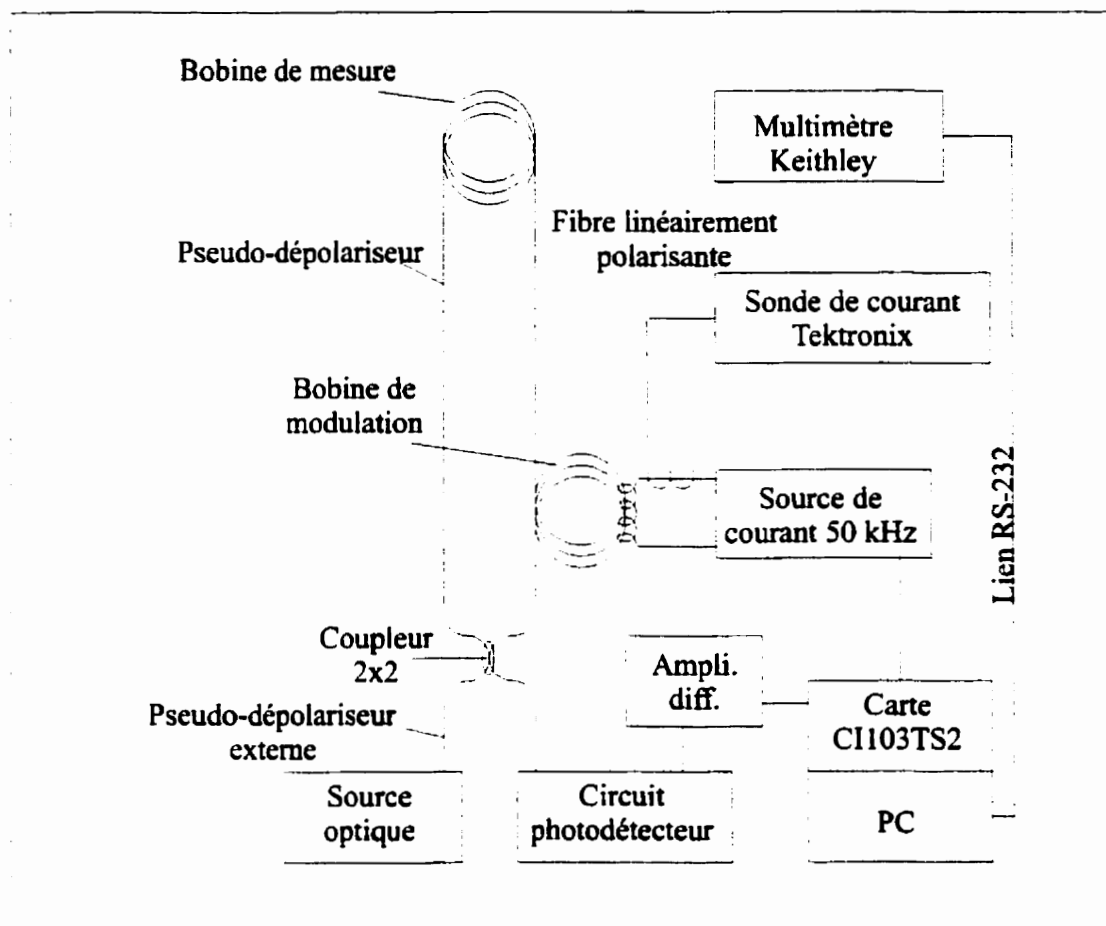 Bobine de mesure
Multimètre
Keithley
Fibre linéairement
polarisante
Pseudo-dépolariseur
Sonde de courant
Tektronix
Bobine de
modulation
Source de
courant 50 kHz
Lien RS-232
Coupleur
2x2
Ampli.
diff.
Carte
CI103TS2
Pseudo-dépolariseur
externe
Source
optique
Circuit
photodétecteur
PC